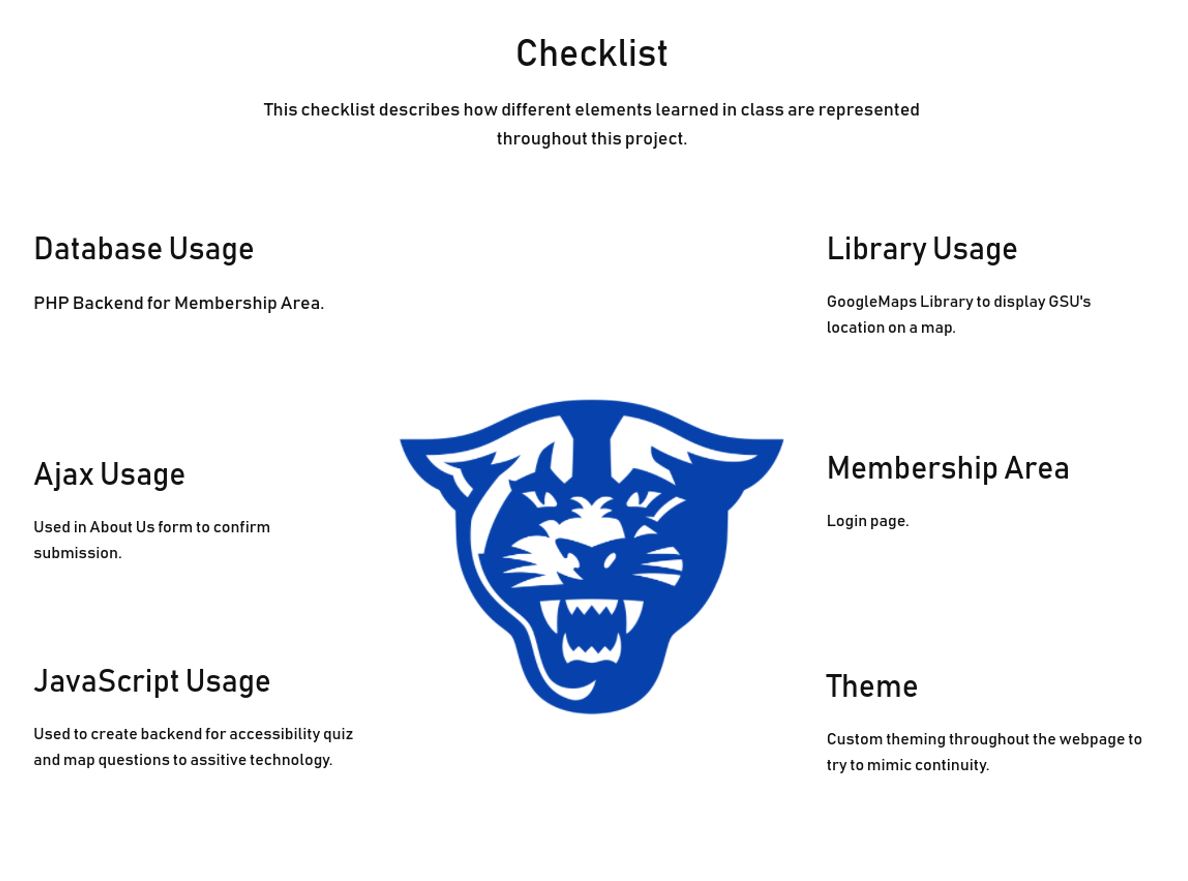 Checklist
This checklist describes how different elements learned in class are represented
throughout this project.
Database Usage
PHP Backend for Membership Area.
Ajax Usage
Used in About Us form to confirm
submission.
JavaScript Usage
Used to create backend for accessibility quiz
and map questions to assitive technology.
Library Usage
GoogleMaps Library to display GSU's
location on a map.
Membership Area
Login page.
Theme
Custom theming throughout the webpage to
try to mimic continuity.